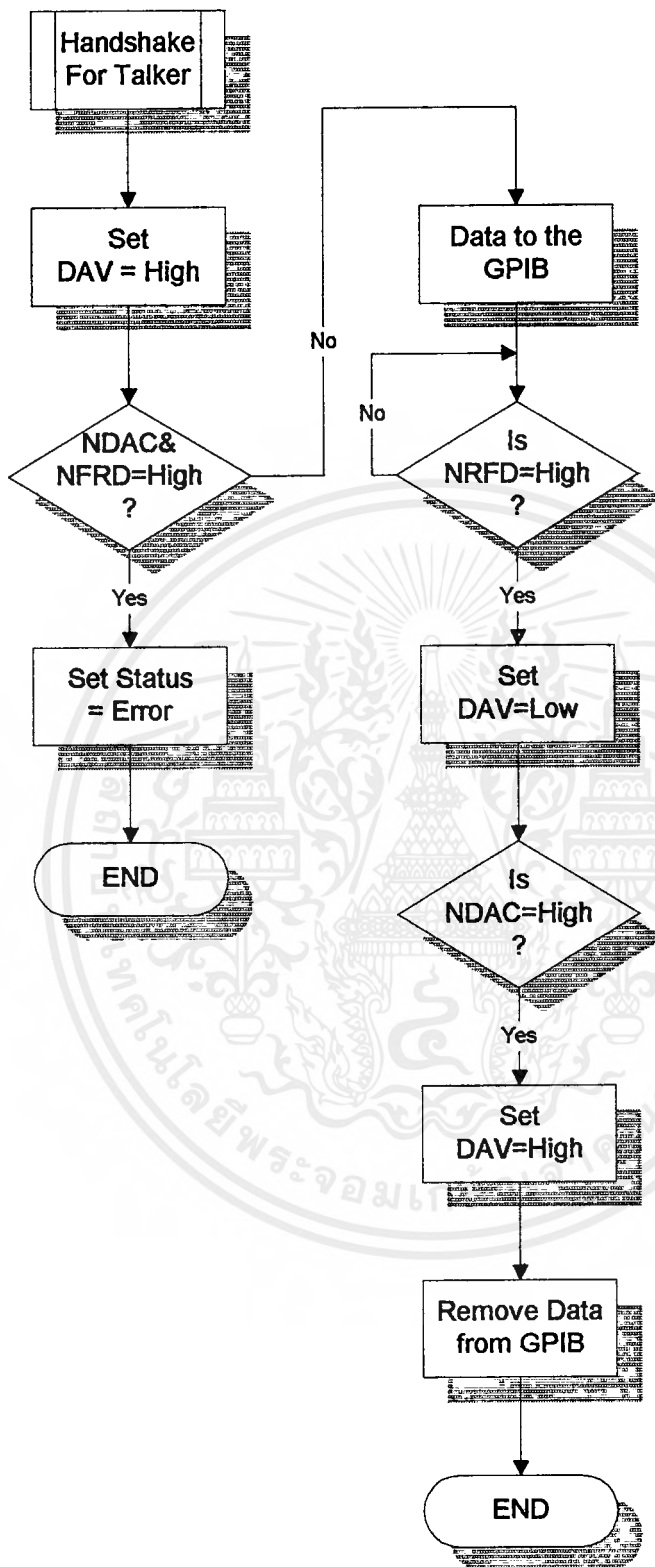 Handshake
For Talker
Set
DAV = High
NDAC&
NFRD=High
?
No
Yes
Set Status
= Error
END
Data to the
GPIB
No
Is
NRFD=High
?
Yes
Set
DAV=Low
Is
NDAC=High
?
Yes
Set
DAV=High
Remove Data
from GPIB
END